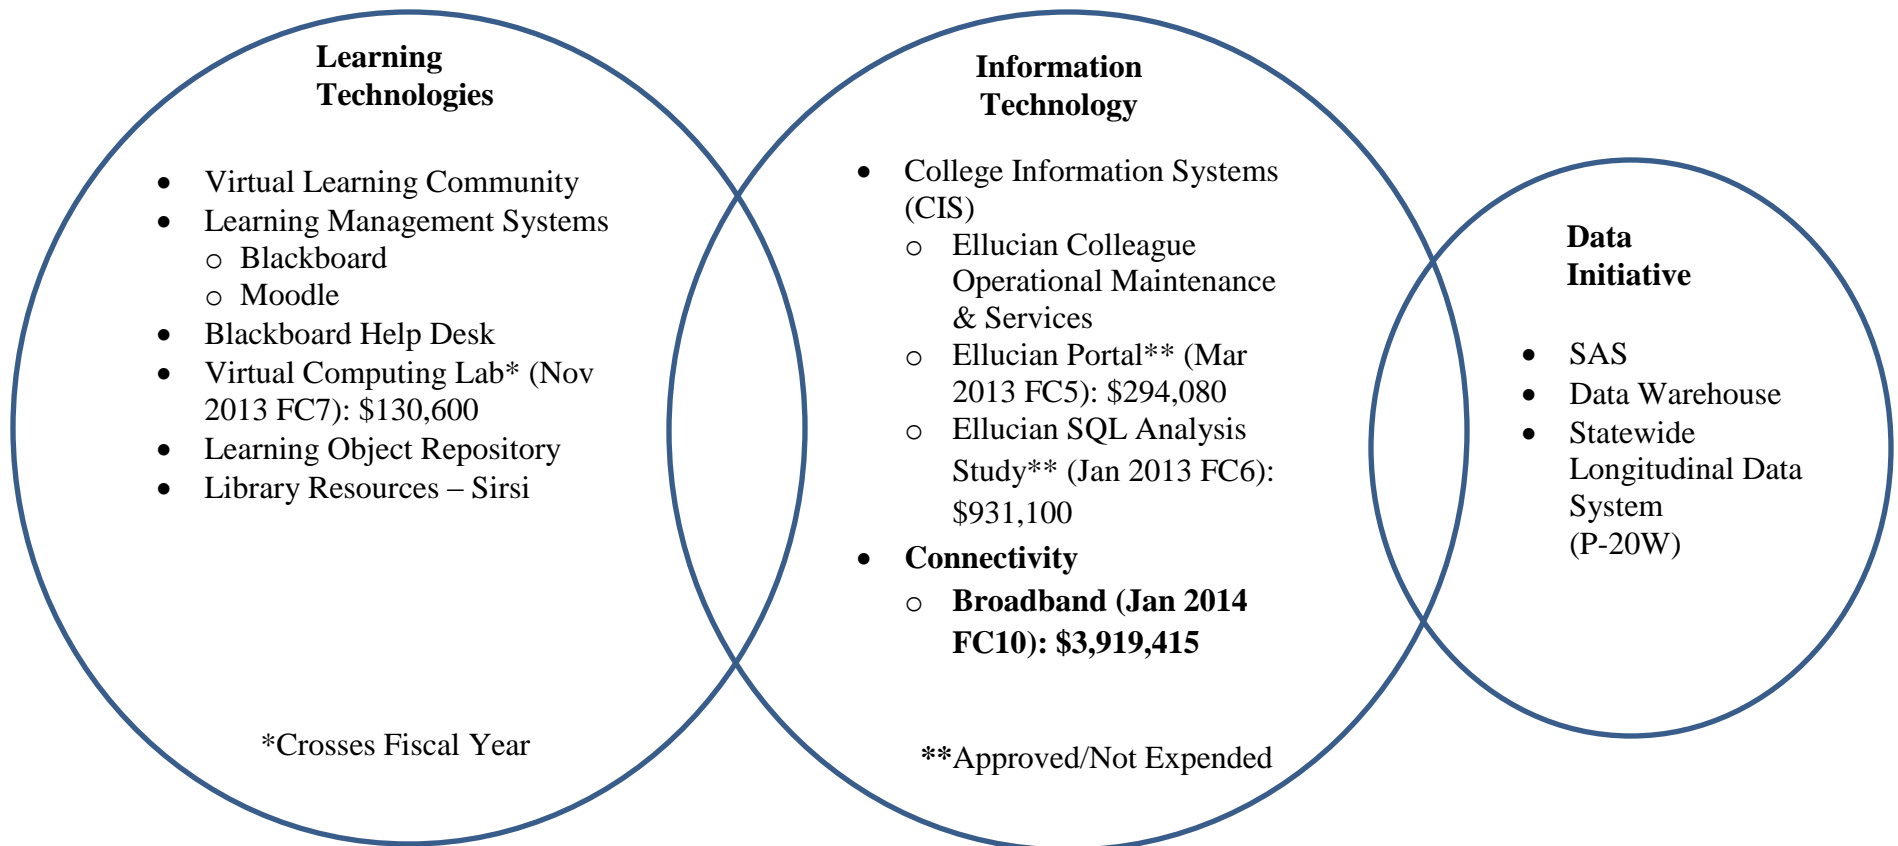 Learning
Technologies
• Virtual Learning Community
• Learning Management Systems
o Blackboard
o Moodle
• Blackboard Help Desk
• Virtual Computing Lab* (Nov
2013 FC7): $130,600
• Learning Object Repository
• Library Resources – Sirsi
*Crosses Fiscal Year
Information
Technology
• College Information Systems
(CIS)
o Ellucian Colleague
Operational Maintenance
& Services
o Ellucian Portal** (Mar
2013 FC5): $294,080
o Ellucian SQL Analysis
Study** (Jan 2013 FC6):
$931,100
• Connectivity
o Broadband (Jan 2014
FC10): $3,919,415
**Approved/Not Expended
Data
Initiative
• SAS
• Data Warehouse
• Statewide
Longitudinal Data
System
(P-20W)